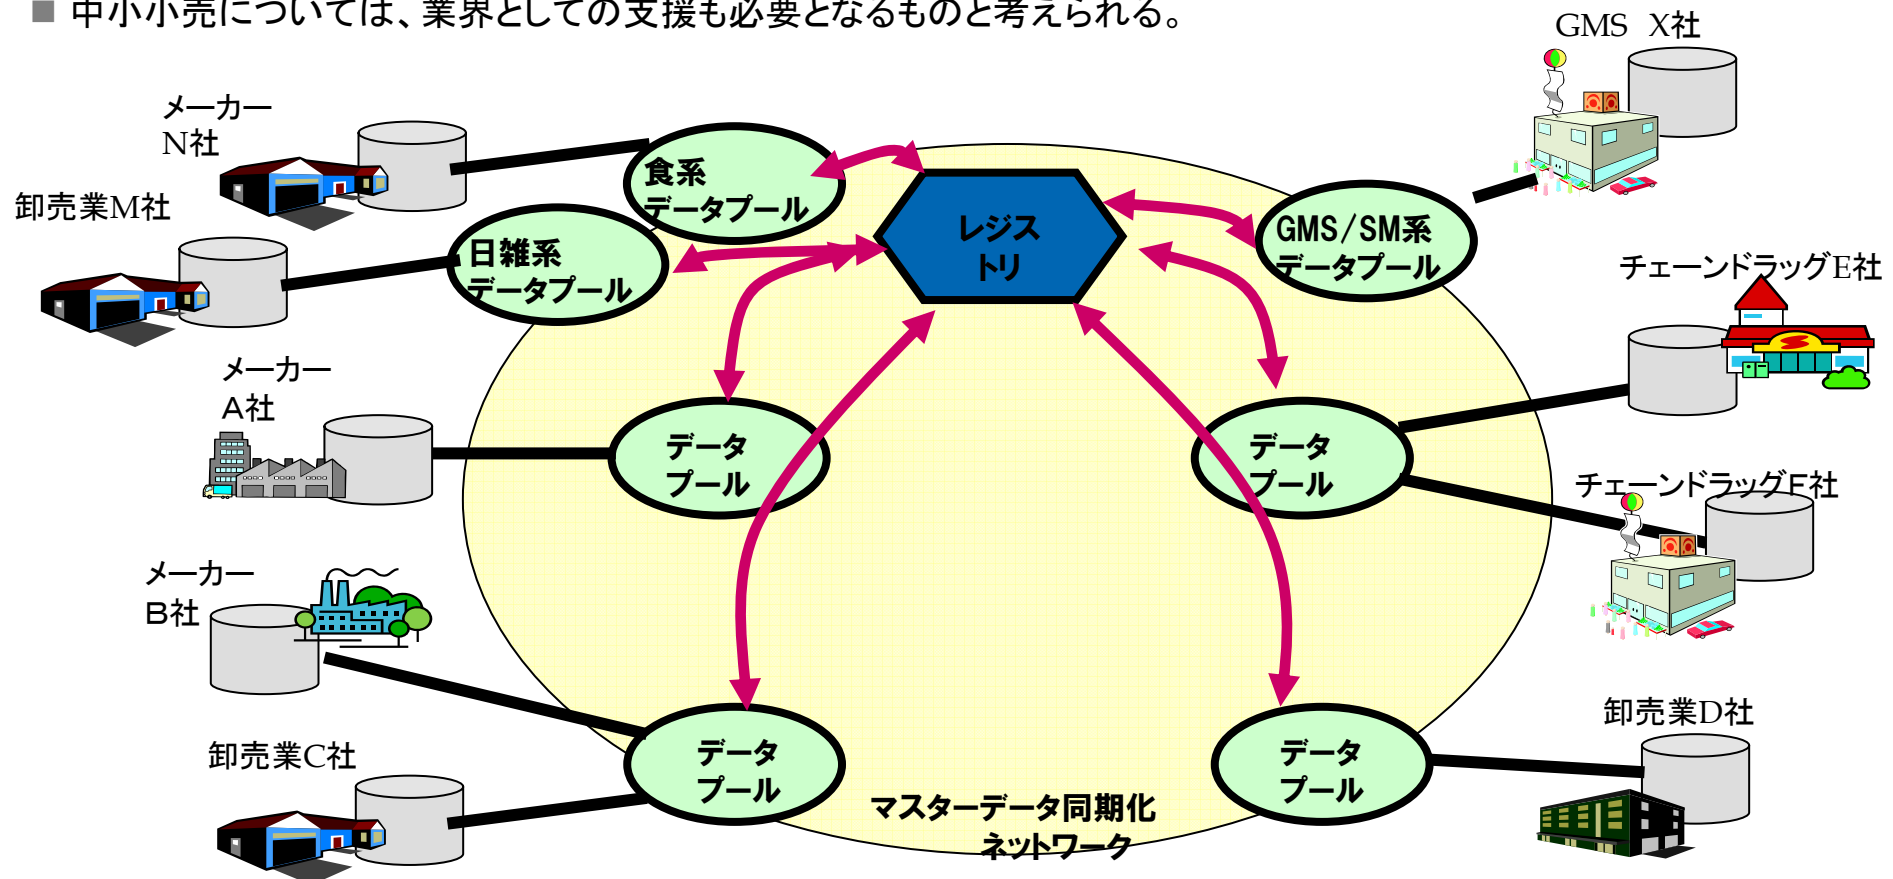 ■ 中小小売については、業界としての支援も必要となるものと考えられる。
GMS X社
メーカー
N社
食系
データプール
卸売業M社
日雑系
データプール
レジス
トリ
GMS/SM系
データプール
チェーンドラッグE社
メーカー
A社
データ
プール
データ
プール
チェーンドラッグF社
メーカー
B社
卸売業D社
卸売業C社
データ
プール
データ
プール
マスターデータ同期化
ネットワーク